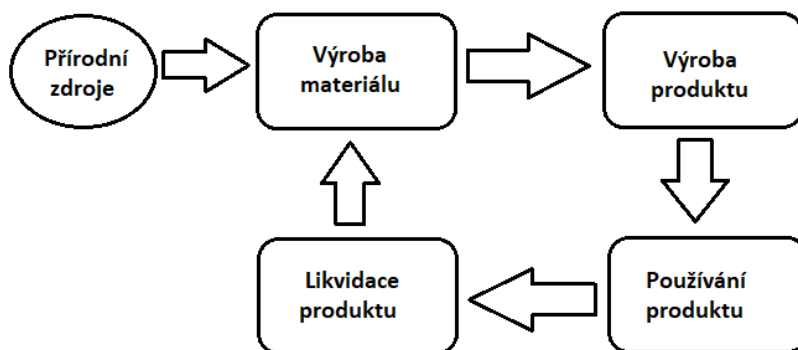 Přírodní
zdroje
Výroba
materiálu
Výroba
produktu
Likvidace
produktu
Používání
produktu